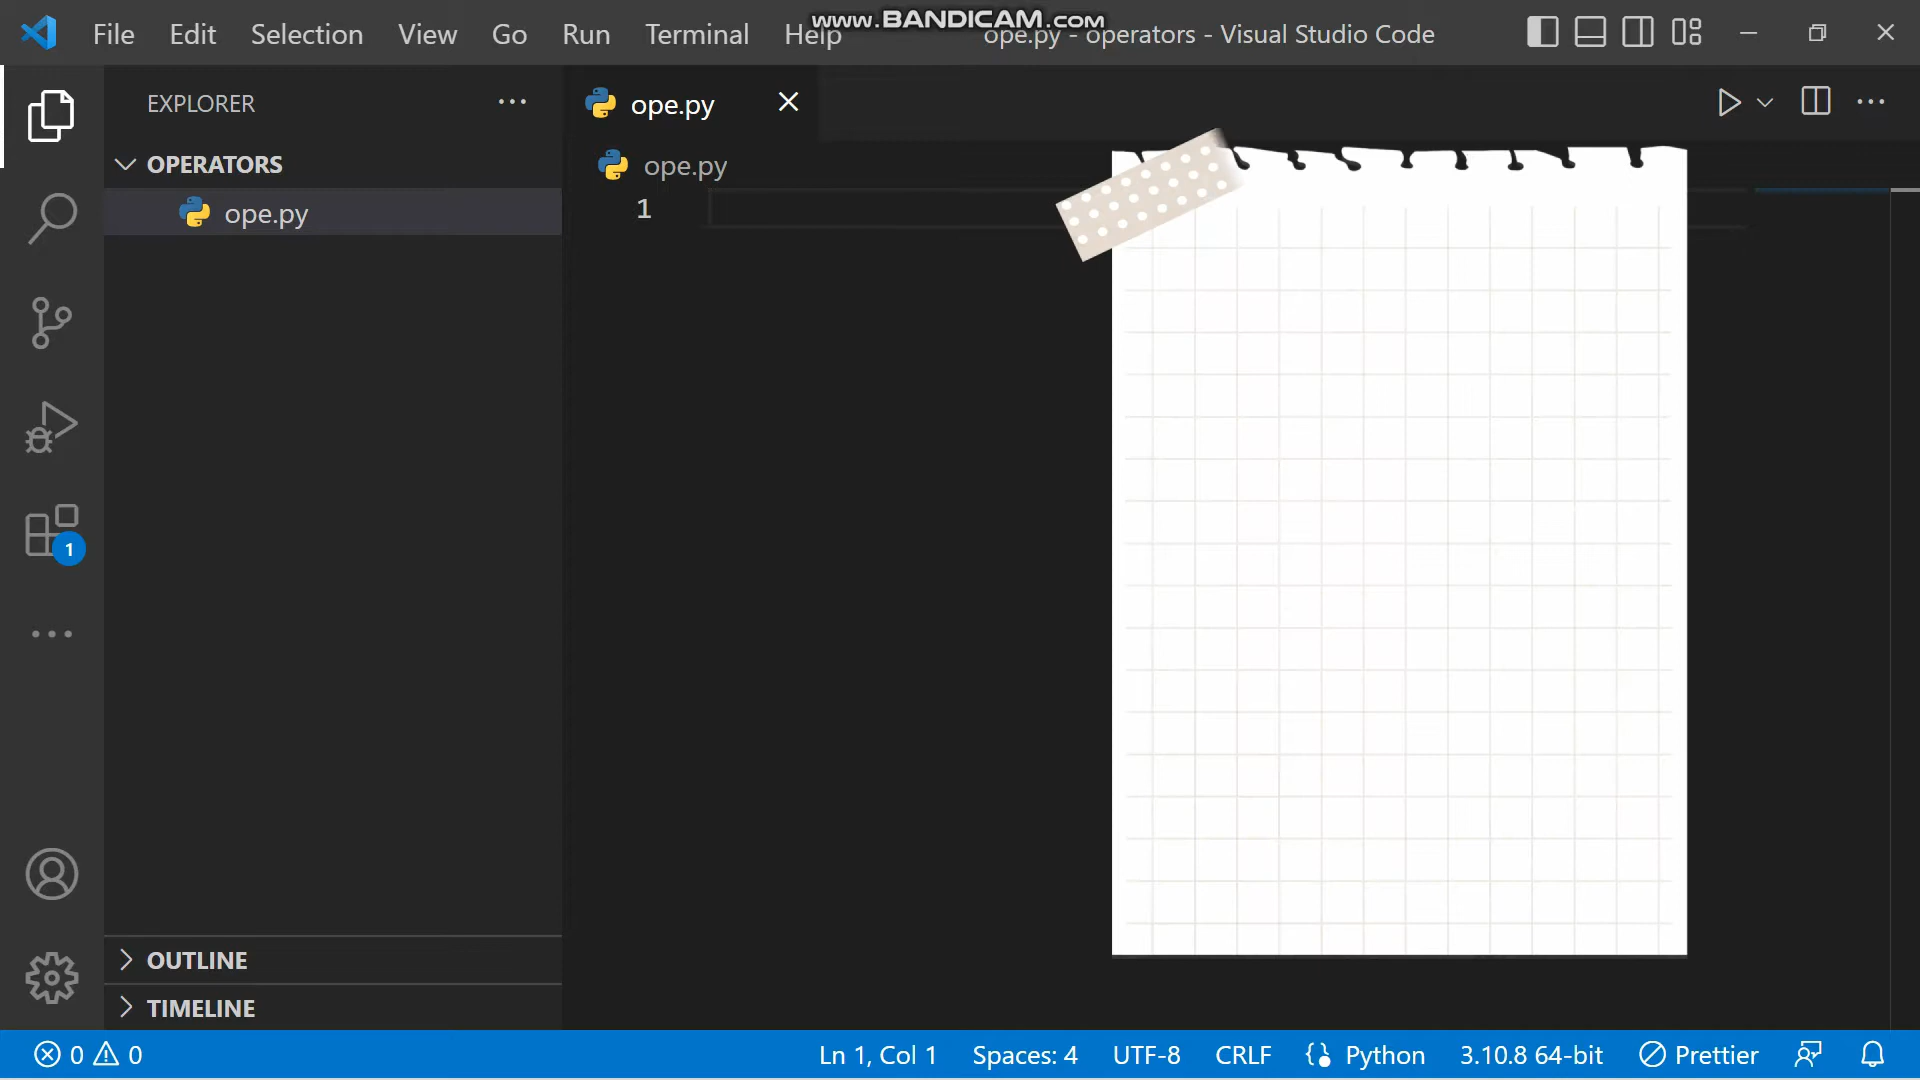 File Edit Selection View Go Run Terminal Help
www.BANDICAM.com
ope.py - operators - Visual Studio Code
EXPLORER
OPERATORS
ope.py
ope.py
ope.py
1
1
OUTLINE
TIMELINE
0 0
Ln 1, Col 1 Spaces: 4 UTF-8 CRLF Python 3.10.8 64-bit Prettier